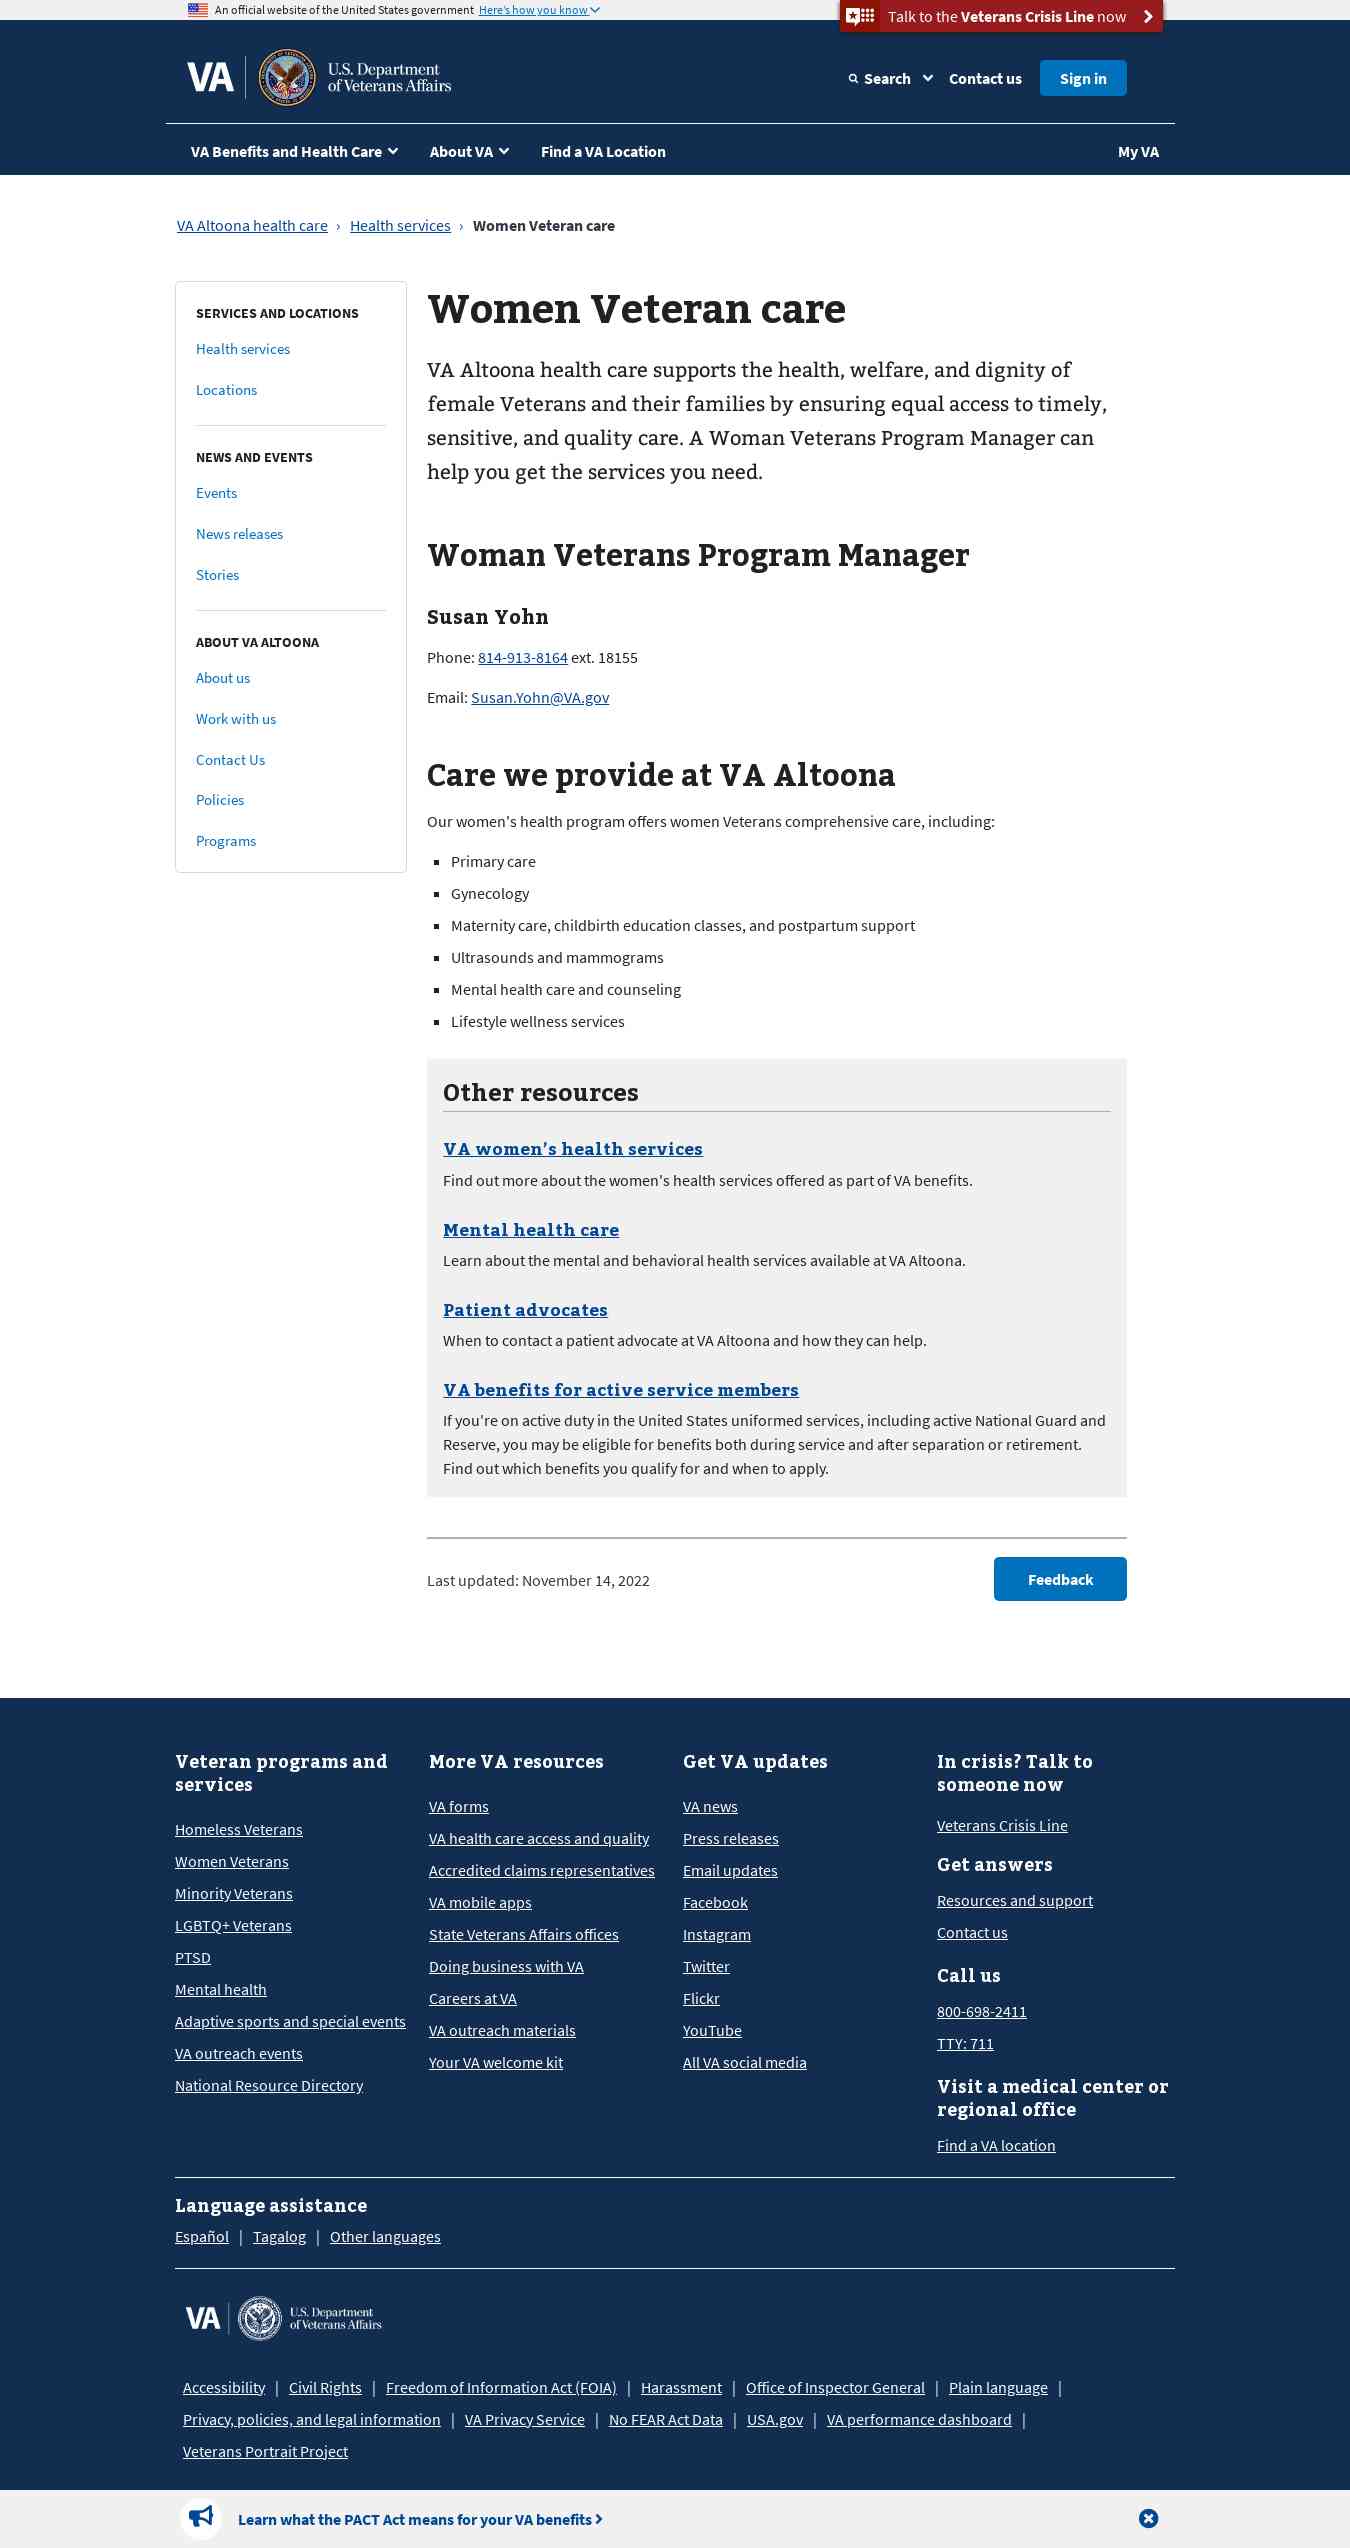 An official website of the United States government Here's how you know
Talk to the Veterans Crisis Line now
VA
U.S. Department
of Veterans Affairs
Search
Contact us
Sign in
VA Benefits and Health Care
About VA
Find a VA Location
My VA
VA Altoona health care › Health services › Women Veteran care
SERVICES AND LOCATIONS
Health services
Locations
NEWS AND EVENTS
Events
News releases
Stories
ABOUT VA ALTOONA
About us
Work with us
Contact Us
Policies
Programs
Women Veteran care
VA Altoona health care supports the health, welfare, and dignity of
female Veterans and their families by ensuring equal access to timely,
sensitive, and quality care. A Woman Veterans Program Manager can
help you get the services you need.
Woman Veterans Program Manager
Susan Yohn
Phone: 814-913-8164 ext. 18155
Email: Susan.Yohn@VA.gov
Care we provide at VA Altoona
Our women's health program offers women Veterans comprehensive care, including:
Primary care
Gynecology
Maternity care, childbirth education classes, and postpartum support
Ultrasounds and mammograms
Mental health care and counseling
Lifestyle wellness services
Other resources
VA women's health services
Find out more about the women's health services offered as part of VA benefits.
Mental health care
Learn about the mental and behavioral health services available at VA Altoona.
Patient advocates
When to contact a patient advocate at VA Altoona and how they can help.
VA benefits for active service members
If you're on active duty in the United States uniformed services, including active National Guard and
Reserve, you may be eligible for benefits both during service and after separation or retirement.
Find out which benefits you qualify for and when to apply.
Last updated: November 14, 2022
Feedback
Veteran programs and
services
Homeless Veterans
Women Veterans
Minority Veterans
LGBTQ+ Veterans
PTSD
Mental health
Adaptive sports and special events
VA outreach events
National Resource Directory
More VA resources
VA forms
VA health care access and quality
Accredited claims representatives
VA mobile apps
State Veterans Affairs offices
Doing business with VA
Careers at VA
VA outreach materials
Your VA welcome kit
Get VA updates
VA news
Press releases
Email updates
Facebook
Instagram
Twitter
Flickr
YouTube
All VA social media
In crisis? Talk to
someone now
Veterans Crisis Line
Get answers
Resources and support
Contact us
Call us
800-698-2411
TTY: 711
Visit a medical center or
regional office
Find a VA location
Language assistance
Español | Tagalog | Other languages
VA
U.S. Department
of Veterans Affairs
Accessibility | Civil Rights | Freedom of Information Act (FOIA) | Harassment | Office of Inspector General | Plain language |
Privacy, policies, and legal information | VA Privacy Service | No FEAR Act Data | USA.gov | VA performance dashboard |
Veterans Portrait Project
Learn what the PACT Act means for your VA benefits